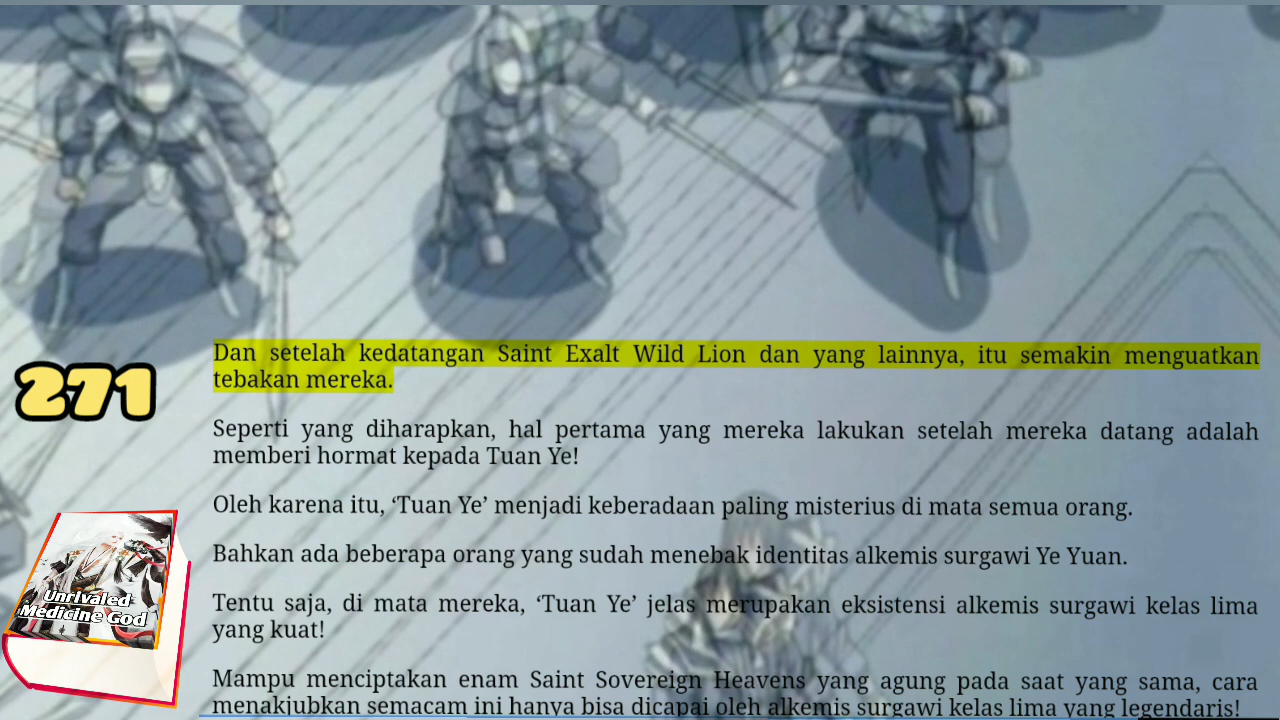 Dan setelah kedatangan Saint Exalt Wild Lion dan yang lainnya, itu semakin menguatkan
tebakan mereka.
271
Seperti yang diharapkan, hal pertama yang mereka lakukan setelah mereka datang adalah
memberi hormat kepada Tuan Ye!
Oleh karena itu, ‘Tuan Ye’ menjadi keberadaan paling misterius di mata semua orang.
Bahkan ada beberapa orang yang sudah menebak identitas alkemis surgawi Ye Yuan.
Tentu saja, di mata mereka, ‘Tuan Ye’ jelas merupakan eksistensi alkemis surgawi kelas lima
yang kuat!
Unrivaled
Medicine God
Mampu menciptakan enam Saint Sovereign Heavens yang agung pada saat yang sama, cara
menakjubkan semacam ini hanya bisa dicapai oleh alkemis surgawi kelas lima yang legendaris!